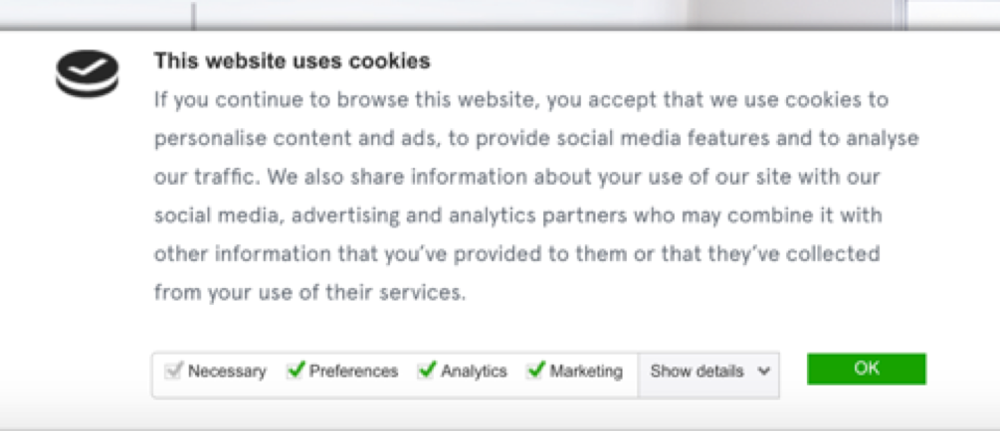 This website uses cookies
If you continue to browse this website, you accept that we use cookies to
personalise content and ads, to provide social media features and to analyse
our traffic. We also share information about your use of our site with our
social media, advertising and analytics partners who may combine it with
other information that you've provided to them or that they've collected
from your use of their services.
Necessary Preferences Analytics Marketing Show details OK